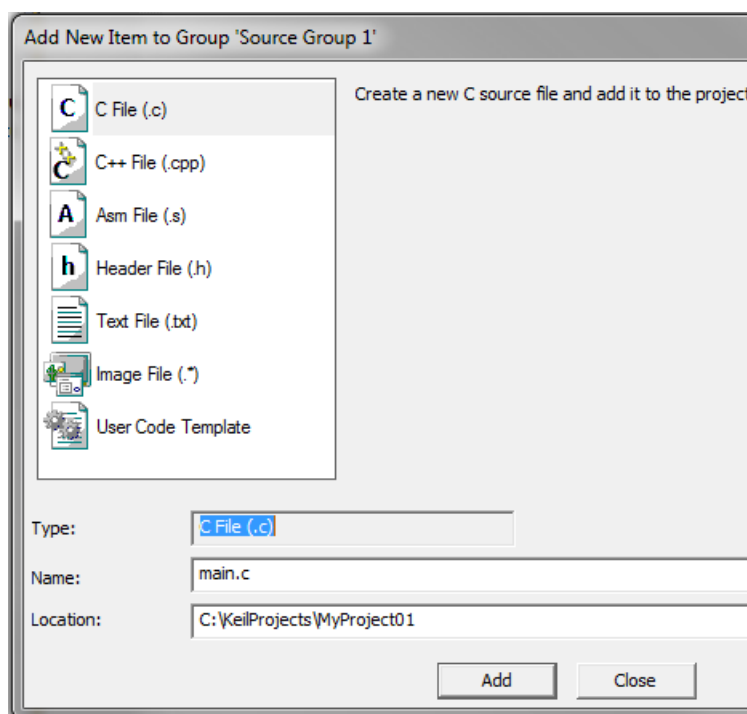 Add New Item to Group 'Source Group 1'
C File (.c)
Create a new C source file and add it to the project
C++ File (.cpp)
Asm File (.s)
Header File (.h)
Text File (.txt)
Image File (.*)
User Code Template
Type:
C File (.c)
Name:
main.c
Location:
C:\KeilProjects\MyProject01
Add
Close